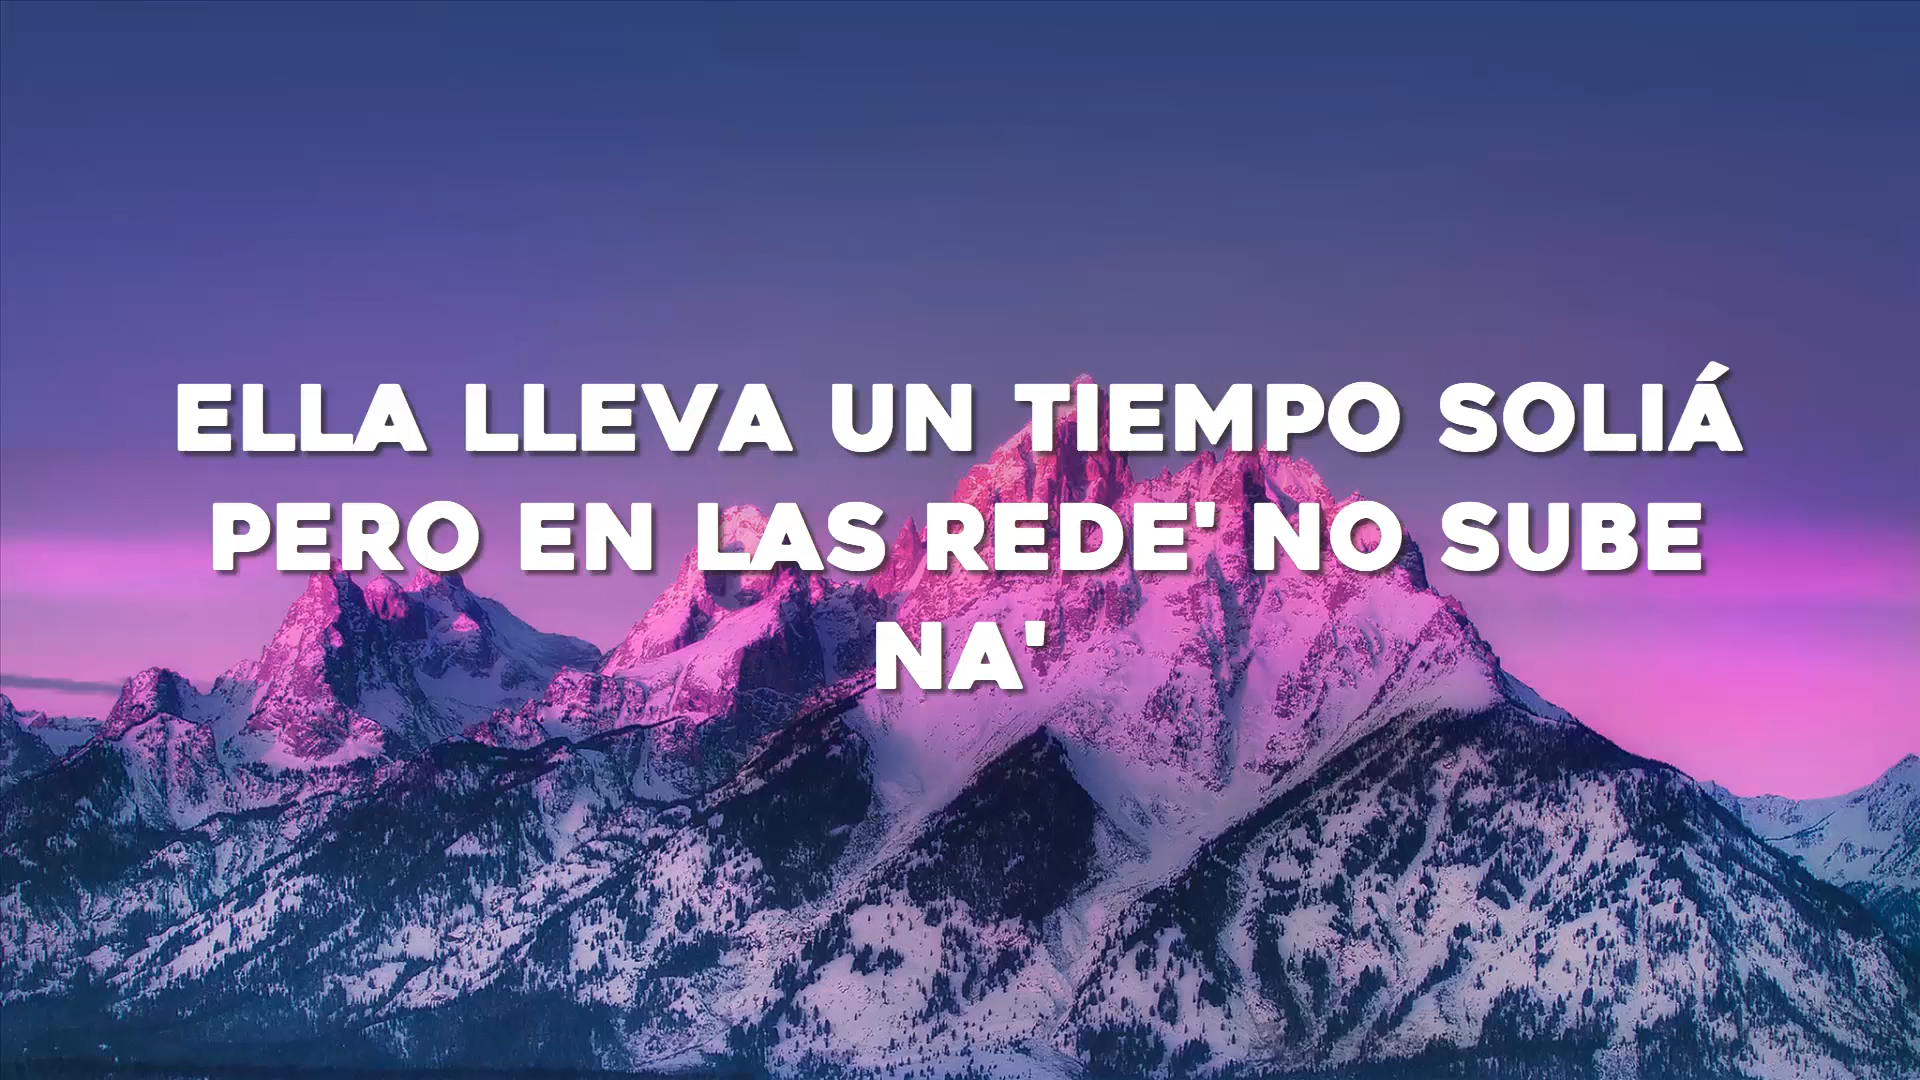 ELLA LLEVA UN TIEMPO SOLIÁ
PERO EN LAS REDE' NO SUBE
NA'